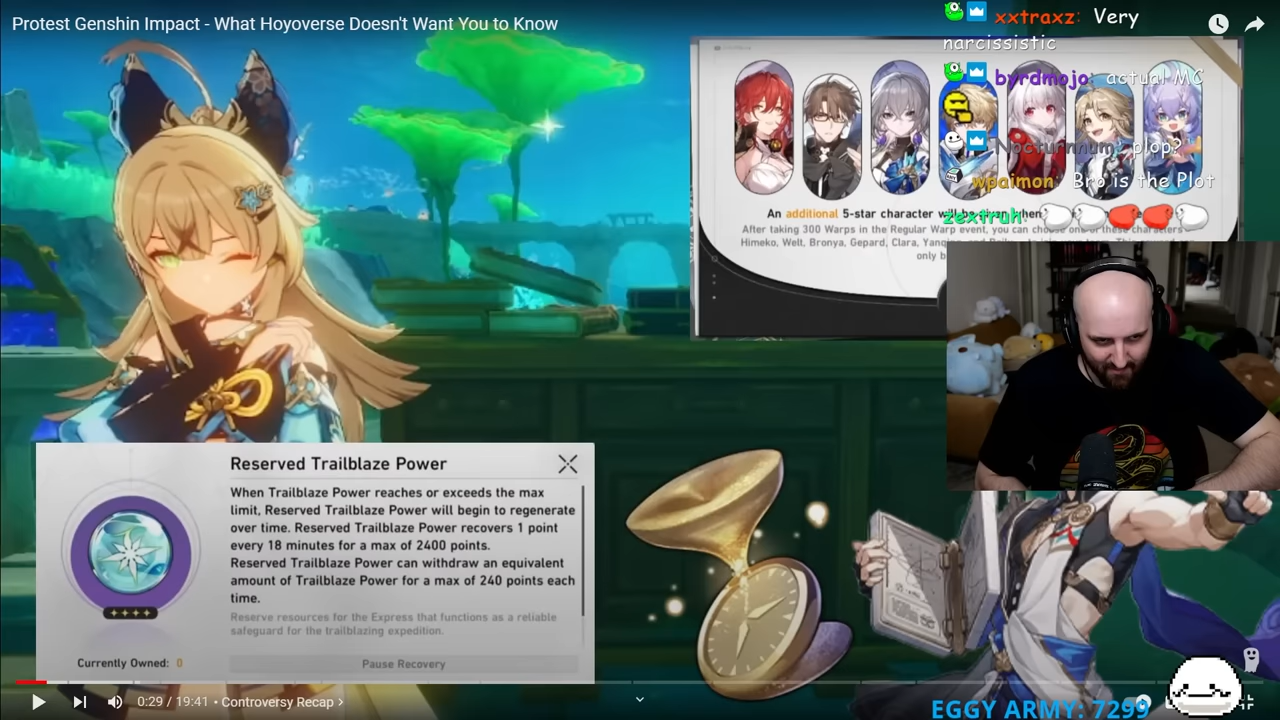 Protest Genshin Impact - What Hoyoverse Doesn't Want You to Know
xxtraxz: Very
narcissistic
byrdmojo: actual MC
Nocturnnum: plop?
wpaimon: Bro is the Plot
zextruh:
An additional 5-star character will
After taking 300 Warps in the Regular Warp event, you can choose one of these characters
Himeko, Welt, Bronya, Gepard, Clara, Yanqing, and Bailu
only b
Reserved Trailblaze Power
When Trailblaze Power reaches or exceeds the max
limit, Reserved Trailblaze Power will begin to regenerate
over time. Reserved Trailblaze Power recovers 1 point
every 18 minutes for a max of 2400 points.
Reserved Trailblaze Power can withdraw an equivalent
amount of Trailblaze Power for a max of 240 points each
time.
Reserve resources for the Express that functions as a reliable
safeguard for the trailblazing expedition.
Currently Owned: 0
Pause Recovery
0:29 / 19:41 • Controversy Recap >
EGGY ARMY: 7299